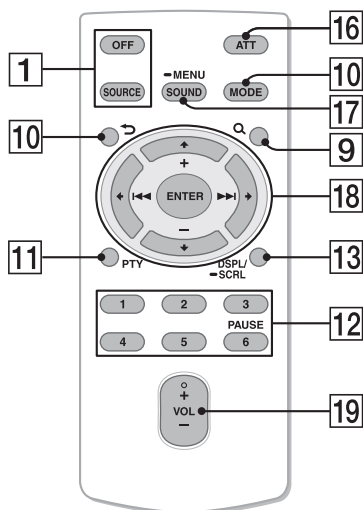 OFF
ATT
16
1
–MENU
SOURCE
SOUND
MODE
10
17
10
9
+
ENTER
18
–
11
PTY
DSPL/
–SCRL
13
1
2
3
PAUSE
4
5
6
12
+
VOL
–
19